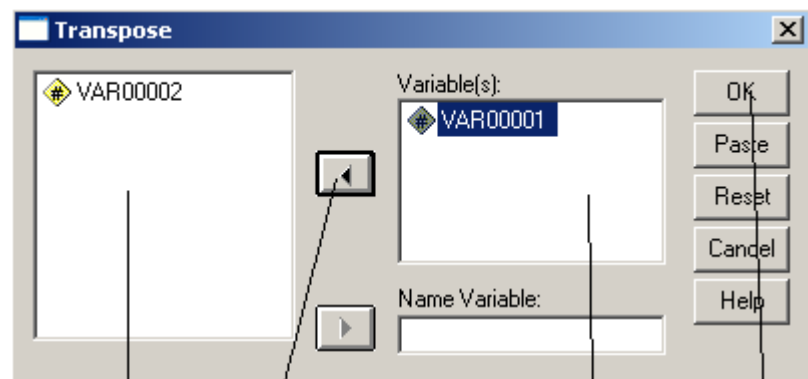 Transpose
VAR00002
Variable(s):
VAR00001
OK
Paste
Reset
Cancel
Help
Name Variable: